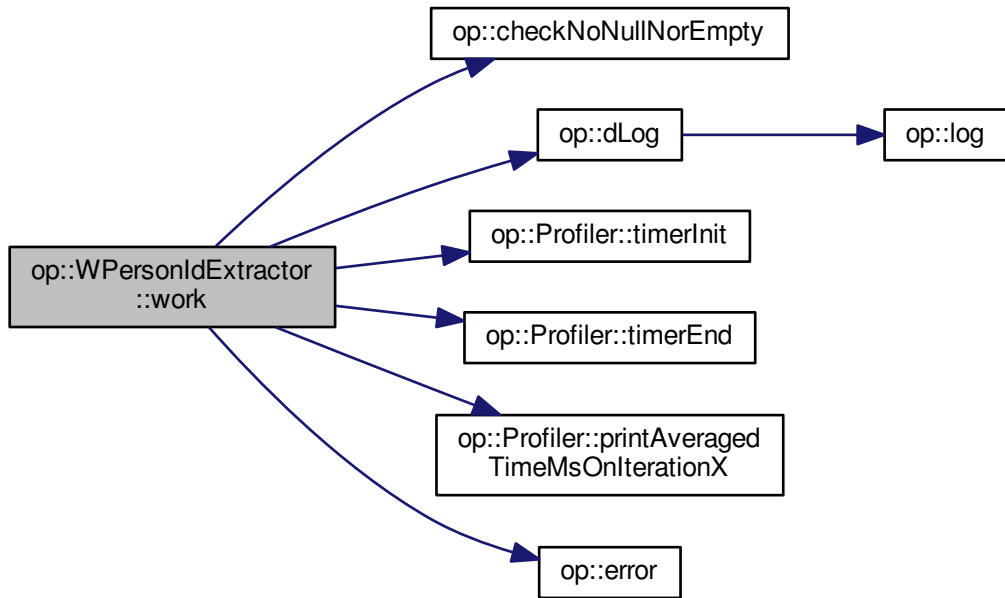 op::checkNoNullNorEmpty
op::dLog
op::log
op::Profiler::timerInit
op::WPersonIdExtractor
::work
op::Profiler::timerEnd
op::Profiler::printAveraged
TimeMsOnIterationX
op::error